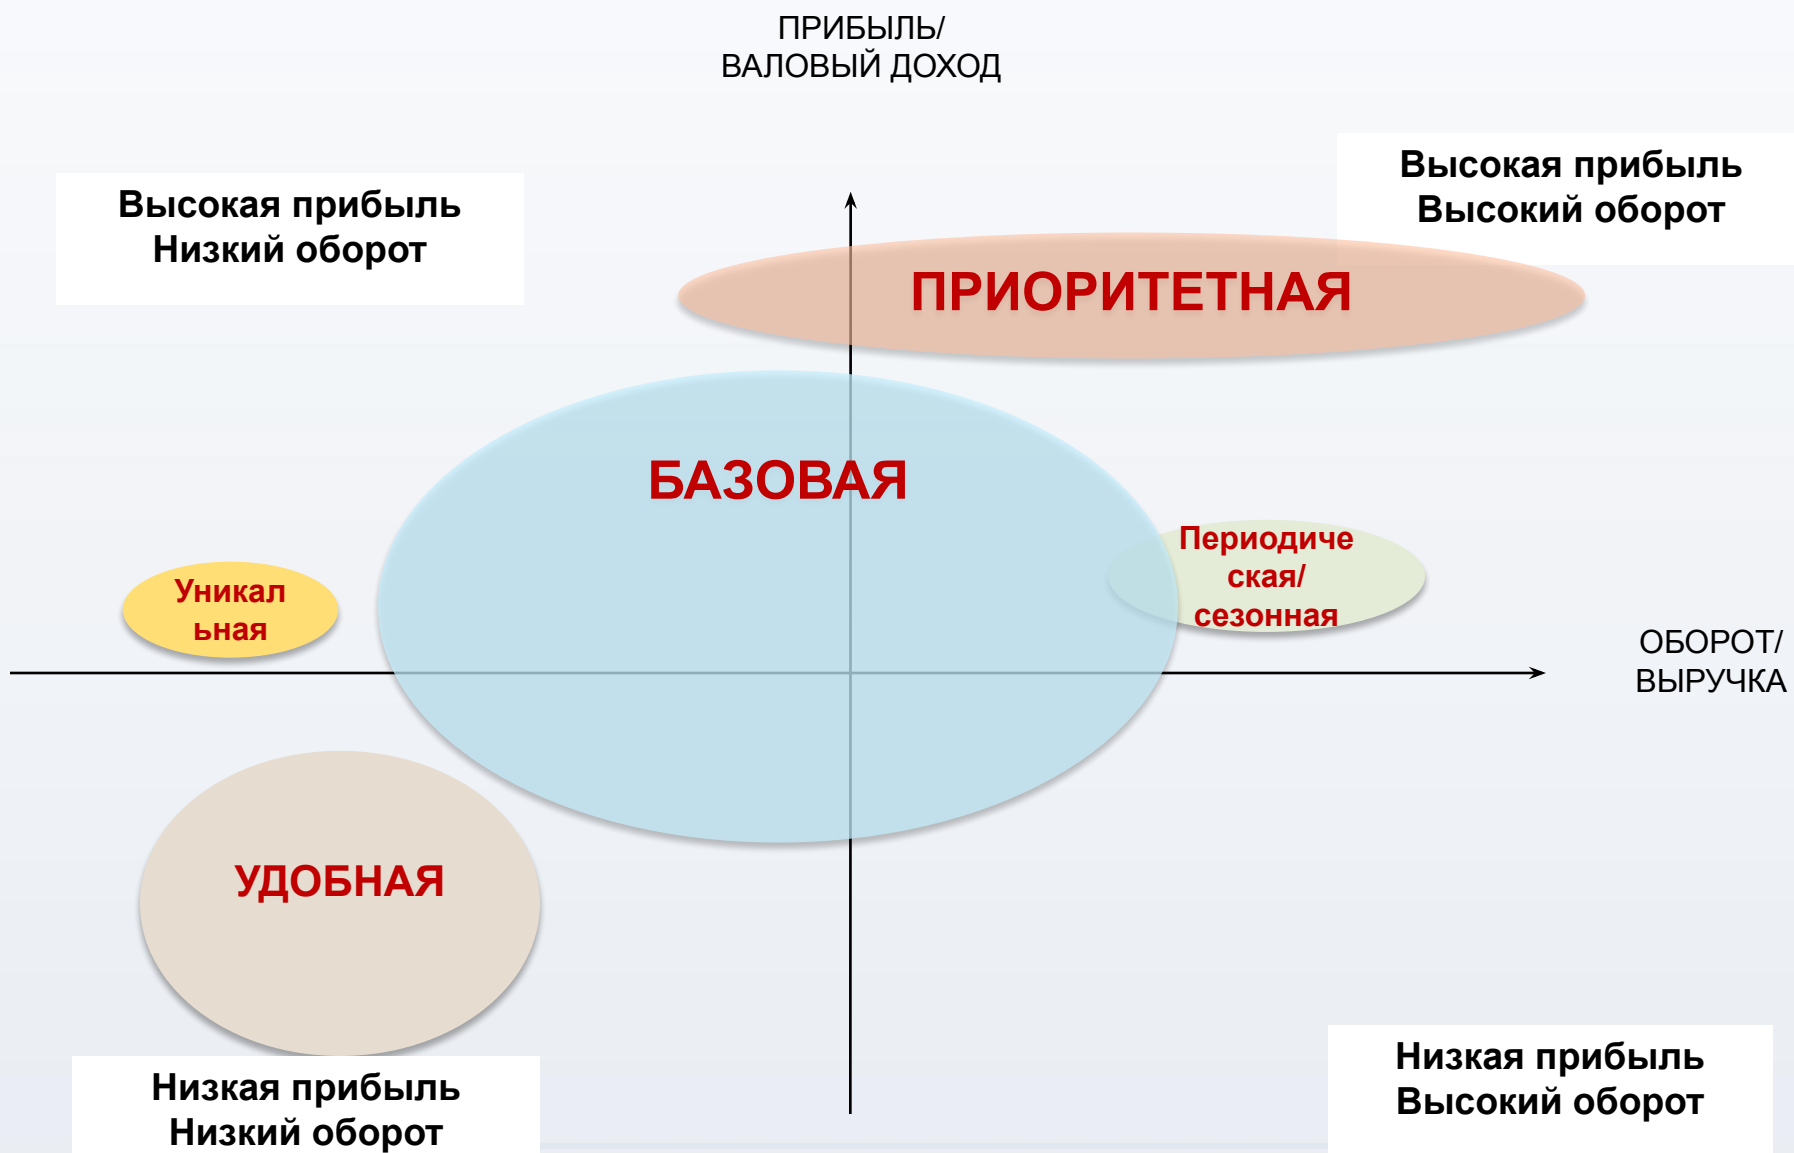 ПРИБЫЛЬ/
ВАЛОВЫЙ ДОХОД
Высокая прибыль
Низкий оборот
Высокая прибыль
Высокий оборот
ПРИОРИТЕТНАЯ
БАЗОВАЯ
Периодиче
ская/
сезонная
Уникал
ьная
ОБОРОТ/
ВЫРУЧКА
УДОБНАЯ
Низкая прибыль
Низкий оборот
Низкая прибыль
Высокий оборот